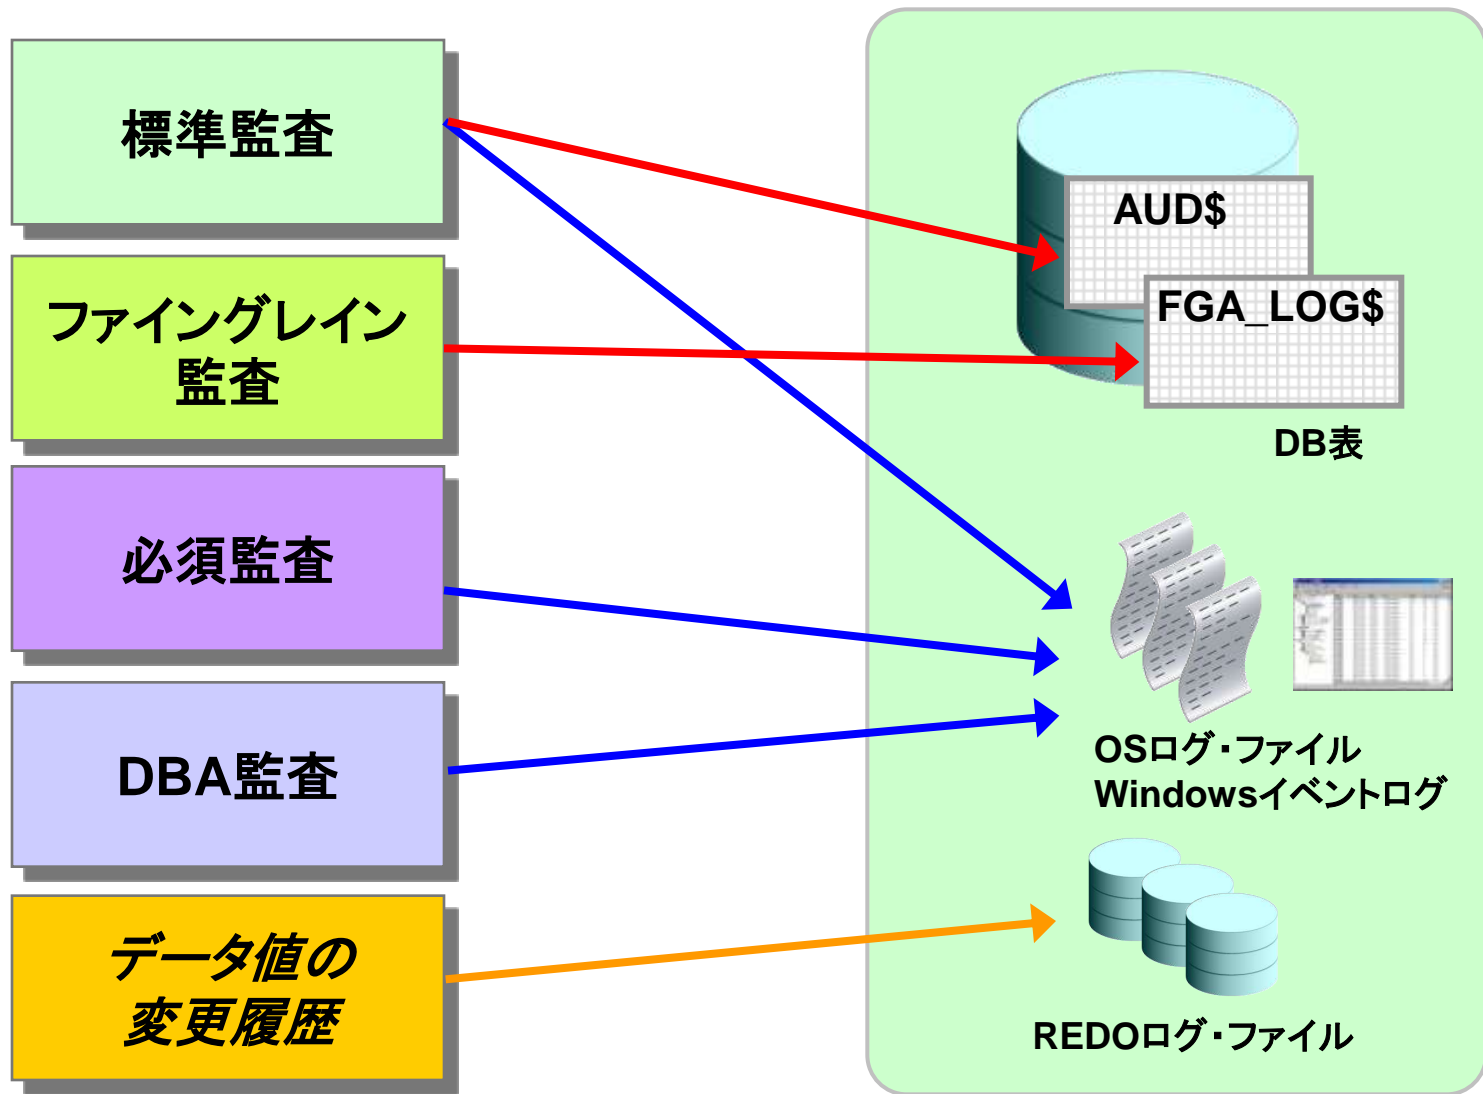 標準監査
ファイングレイン
監査
必須監査
DBA監査
データ値の
変更履歴
AUD$
FGA_LOG$
DB表
OSログ・ファイル
Windowsイベントログ
REDOログ・ファイル